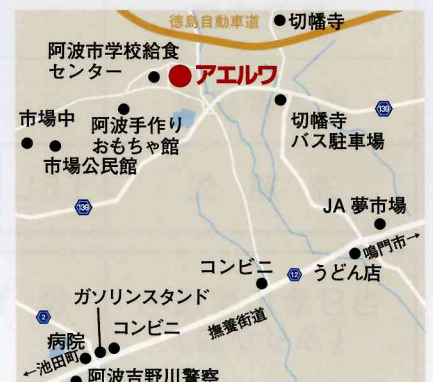 徳島自動車道
切幡寺
阿波市学校給食
センター
アエルワ
市場中
阿波手作り
おもちゃ館
切幡寺
バス駐車場
139
市場公民館
139
JA 夢市場
鳴門市→
コンビニ
12
うどん店
ガソリンスタンド
2
コンビニ
撫養街道
病院
←池田町
阿波吉野川警察